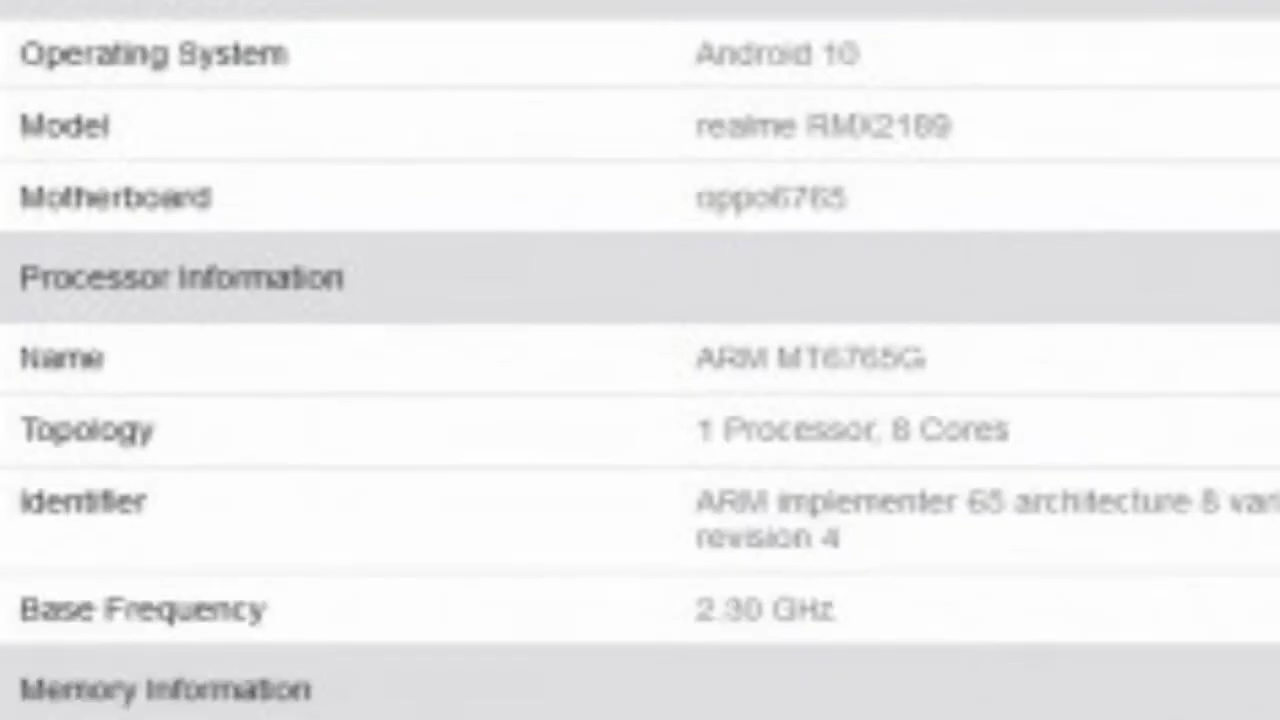 Operating System Android 10
Model realme RMX2189
Motherboard oppo6765
Processor Information
Name ARM MT6765G
Topology 1 Processor, 8 Cores
Identifier ARM implementer 65 architecture 8
revision 4
Base Frequency 2.30 GHz
Memory Information